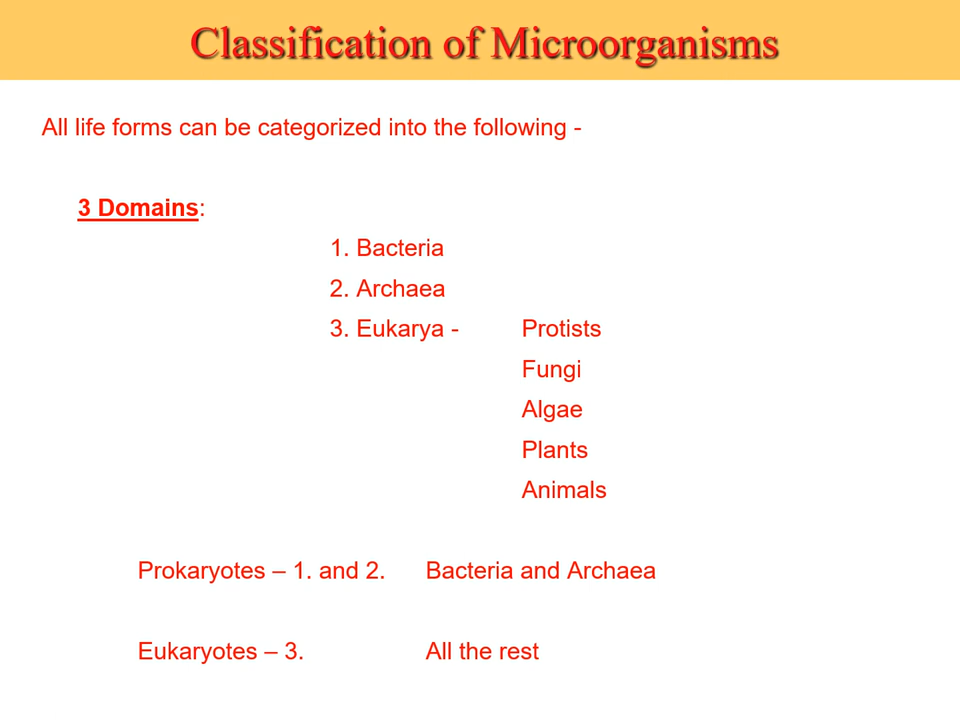 Classification of Microorganisms
All life forms can be categorized into the following -
3 Domains:
1. Bacteria
2. Archaea
3. Eukarya - Protists
Fungi
Algae
Plants
Animals
Prokaryotes – 1. and 2. Bacteria and Archaea
Eukaryotes – 3. All the rest